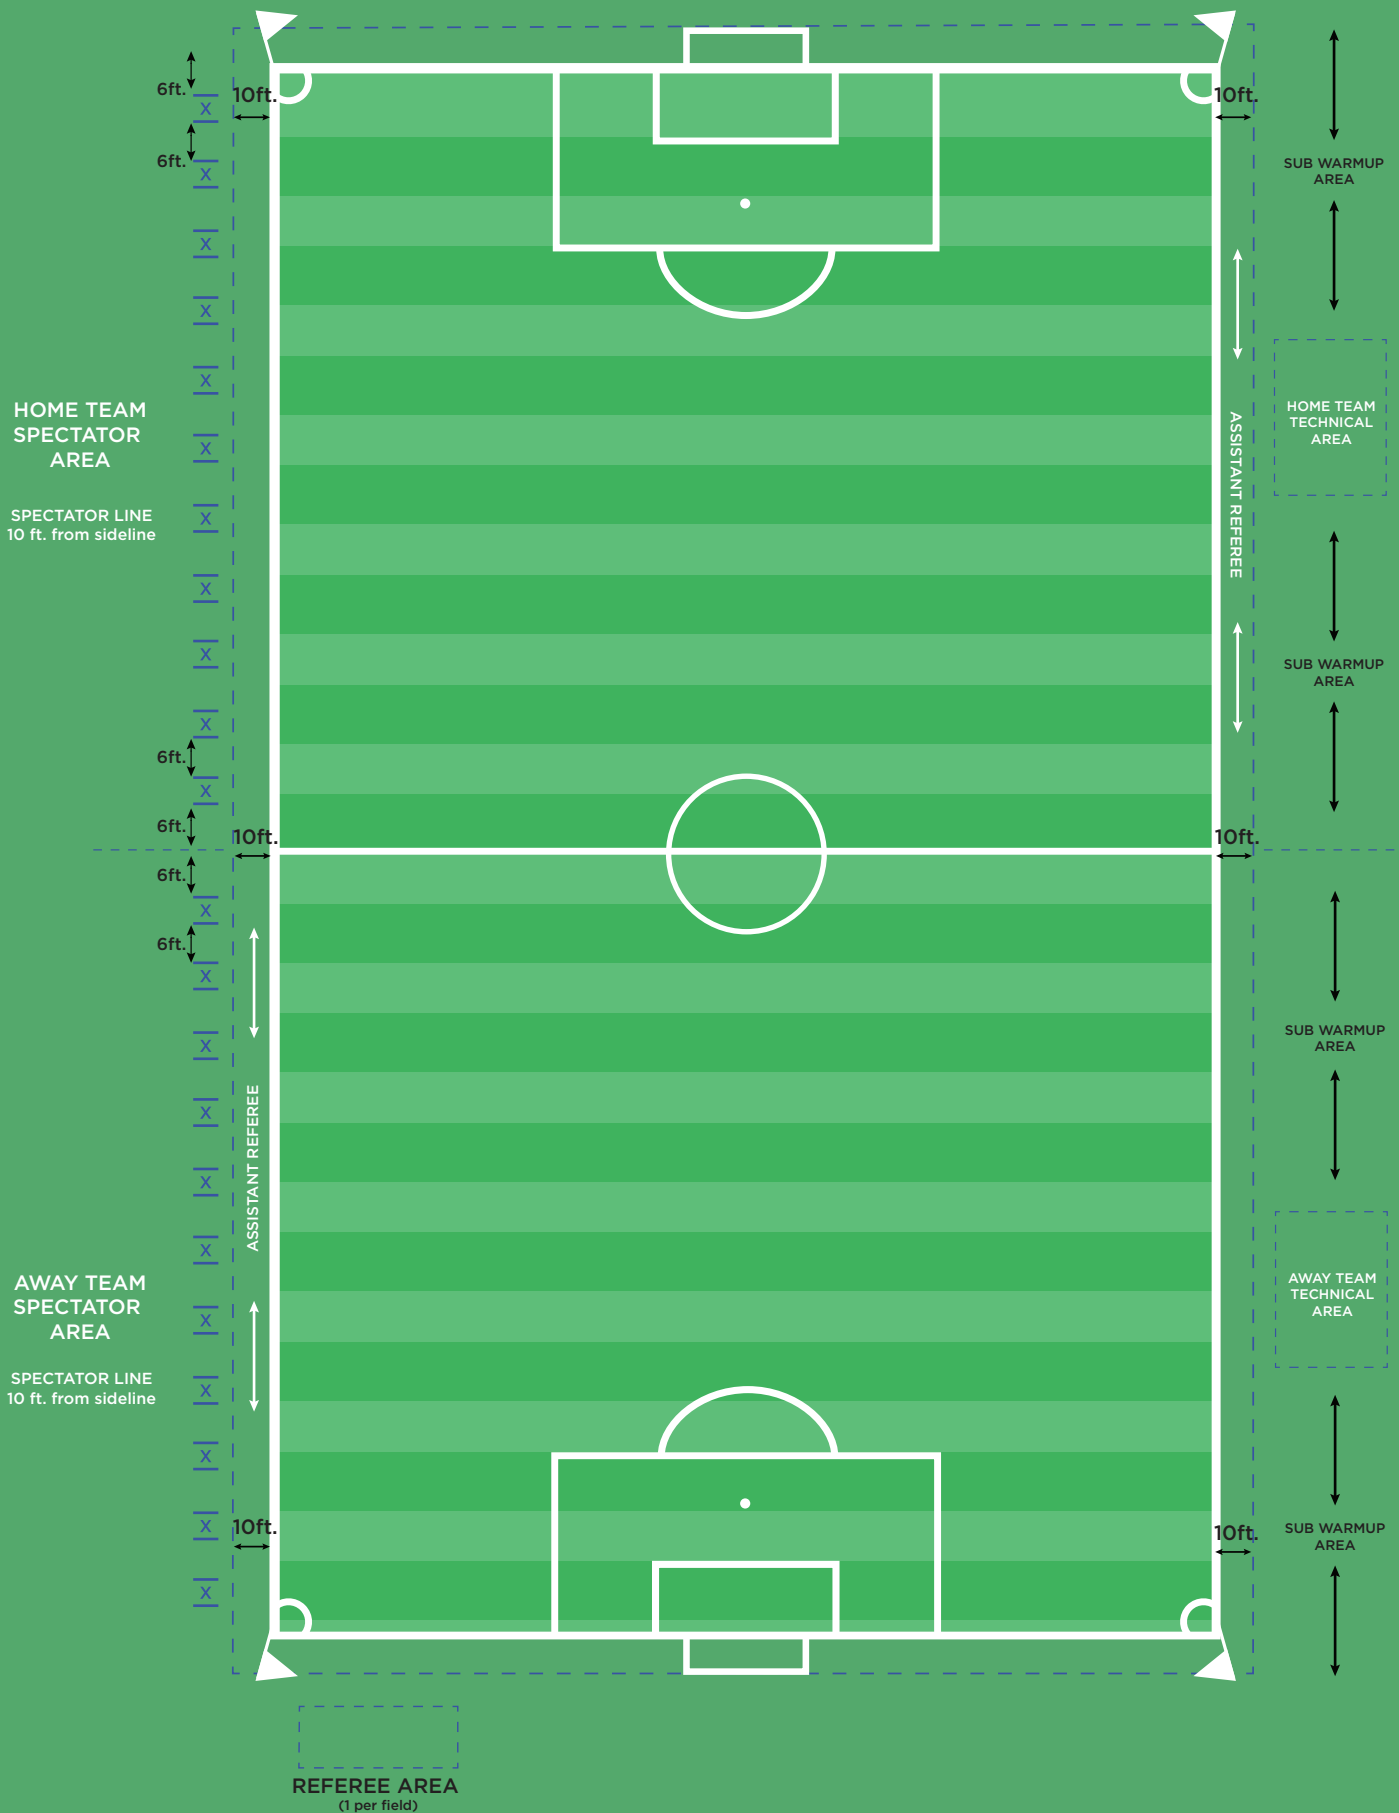 6ft.
X
10ft.
10ft.
6ft.
X
SUB WARMUP
AREA
X
X
X
HOME TEAM
SPECTATOR
AREA
HOME TEAM
TECHNICAL
AREA
ASSISTANT REFEREE
X
SPECTATOR LINE
10 ft. from sideline
X
X
X
SUB WARMUP
AREA
X
6ft.
X
6ft.
10ft.
10ft.
6ft.
X
6ft.
X
SUB WARMUP
AREA
X
X
ASSISTANT REFEREE
X
X
AWAY TEAM
SPECTATOR
AREA
AWAY TEAM
TECHNICAL
AREA
X
SPECTATOR LINE
10 ft. from sideline
X
X
X
10ft.
10ft.
SUB WARMUP
AREA
X
REFEREE AREA
(1 per field)